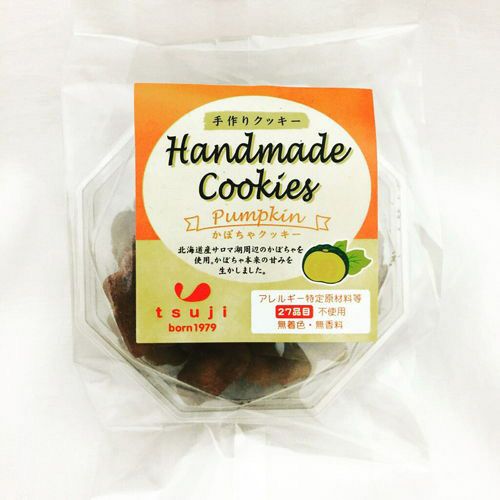 手作りクッキー
Handmade
Cookies
Pumpkin
かぼちゃクッキー
北海道産サロマ湖周辺のかぼちゃを
使用。かぼちゃ本来の甘みを
生かしました。
tsuji
born1979
アレルギー特定原材料等
27品目 不使用
無着色・無香料